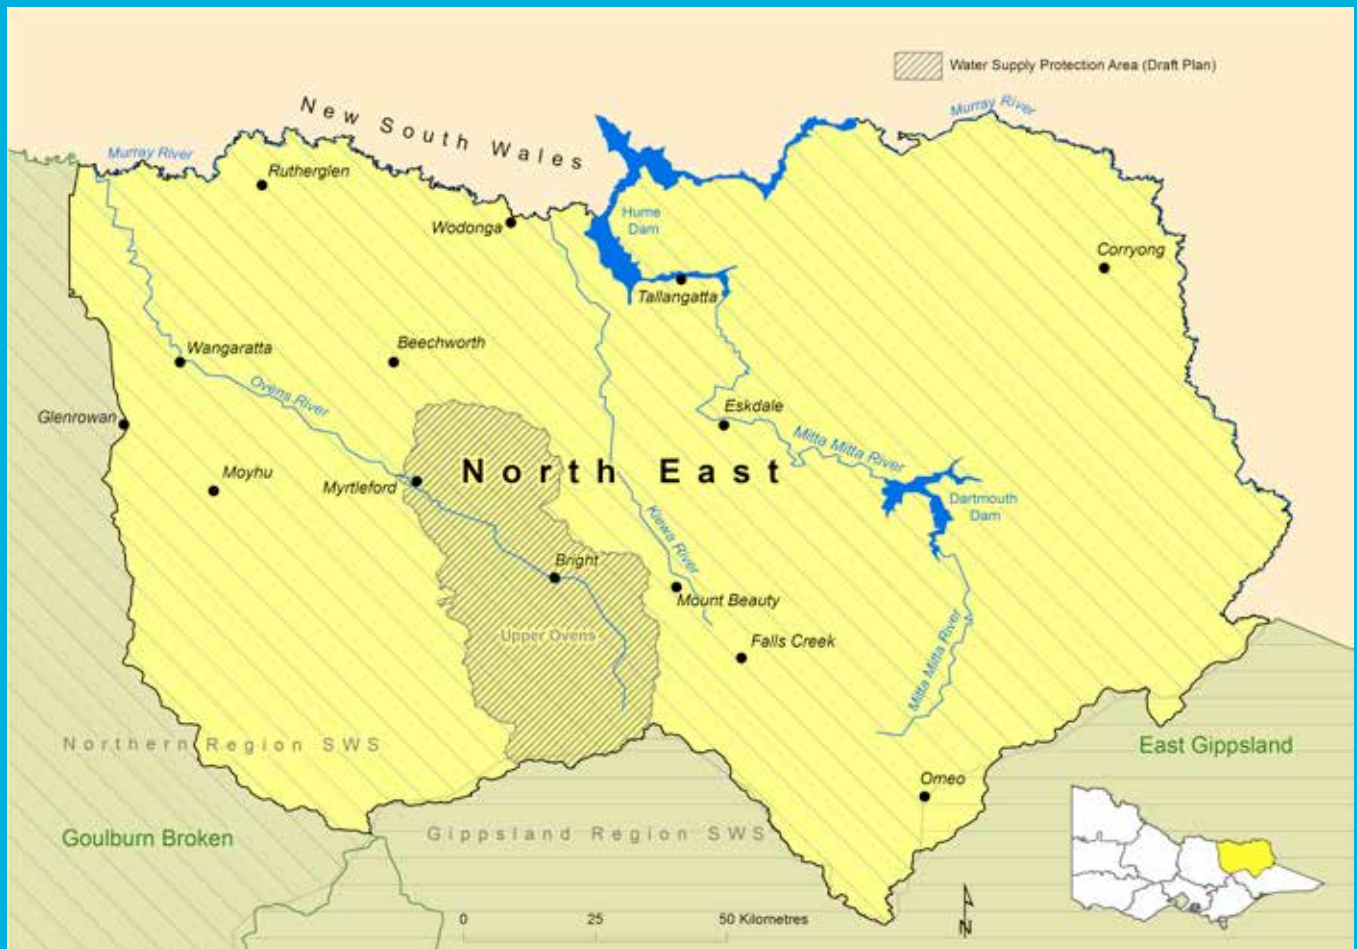 Water Supply Protection Area (Draft Plan)
New South Wales
Murray River
Murray River
Rutherglen
Wodonga
Hume
Dam
Corryong
Tallangatta
Wangaratta
Beechworth
Ovens River
Glenrowan
Eskdale
Mitta Mitta River
Moyhu
Myrtleford
North East
Dartmouth
Dam
Kiewa River
Bright
Mount Beauty
Upper Ovens
Falls Creek
Mitta Mitta River
Northern Region SWS
East Gippsland
Omeo
Goulburn Broken
Gippsland Region SWS
0 25 50 Kilometres
N